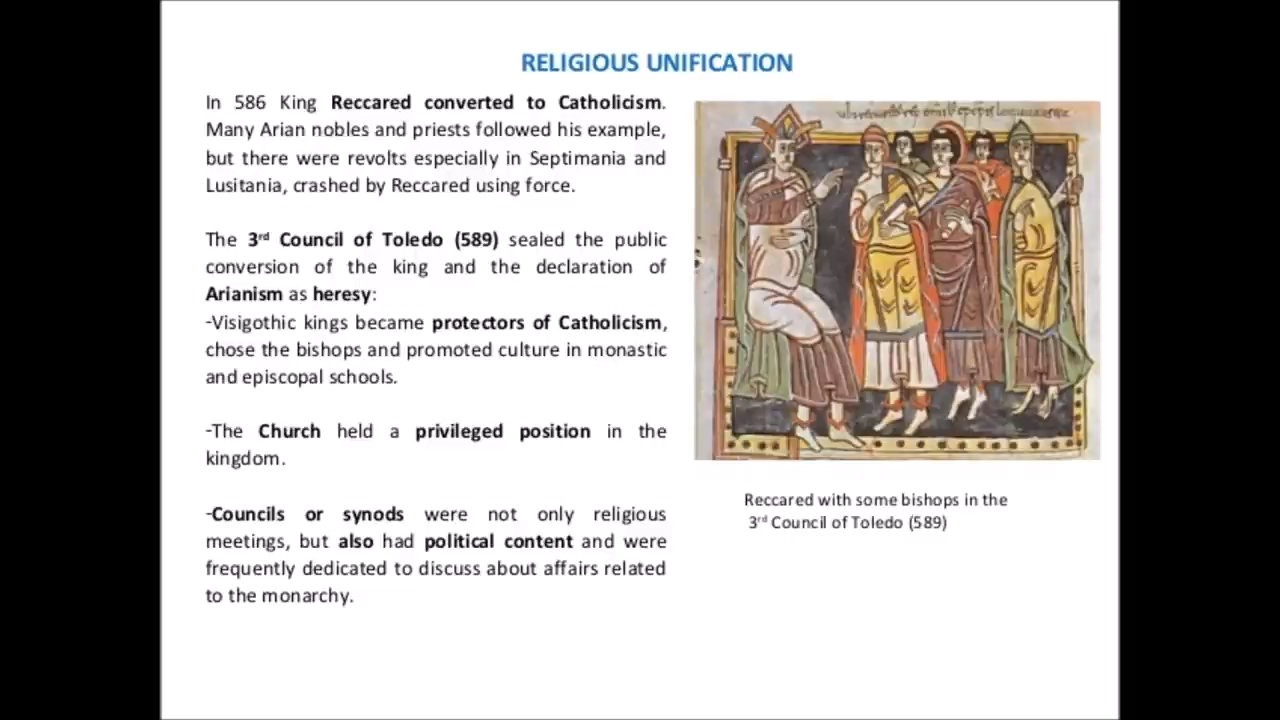 RELIGIOUS UNIFICATION
In 586 King Reccared converted to Catholicism.
Many Arian nobles and priests followed his example,
but there were revolts especially in Septimania and
Lusitania, crashed by Reccared using force.
The 3rd Council of Toledo (589) sealed the public
conversion of the king and the declaration of
Arianism as heresy:
-Visigothic kings became protectors of Catholicism,
chose the bishops and promoted culture in monastic
and episcopal schools.
-The Church held a privileged position in the
kingdom.
-Councils or synods were not only religious
meetings, but also had political content and were
frequently dedicated to discuss about affairs related
to the monarchy.
Reccared with some bishops in the
3rd Council of Toledo (589)